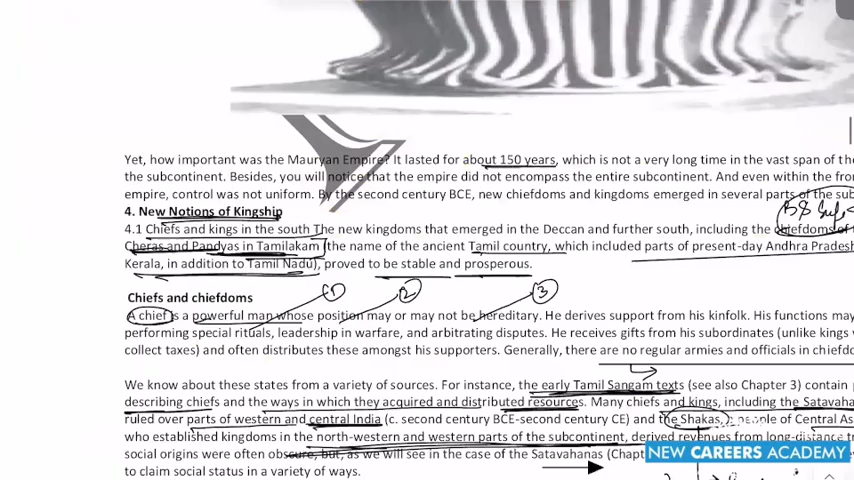 Yet, how important was the Mauryan Empire? It lasted for about 150 years, which is not a very long time in the vast span of the
the subcontinent. Besides, you will notice that the empire did not encompass the entire subcontinent. And even within the
empire, control was not uniform. By the second century BCE, new chiefdoms and kingdoms emerged in several parts of the
4. New Notions of Kingship
4.1 Chiefs and kings in the south The new kingdoms that emerged in the Deccan and further south, including the chiefdoms of
Cheras and Pandyas in Tamilakam (the name of the ancient Tamil country, which included parts of present-day Andhra Pradesh
Kerala, in addition to Tamil Nadu), proved to be stable and prosperous.
1 2 3
Chiefs and chiefdoms
A chief is a powerful man whose position may or may not be hereditary. He derives support from his kinfolk. His functions may
performing special rituals, leadership in warfare, and arbitrating disputes. He receives gifts from his subordinates (unlike kings
collect taxes) and often distributes these amongst his supporters. Generally, there are no regular armies and officials in
We know about these states from a variety of sources. For instance, the early Tamil Sangam texts (see also Chapter 3) contain
describing chiefs and the ways in which they acquired and distributed resources. Many chiefs and kings, including the
ruled over parts of western and central India (c. second century BCE-second century CE) and the Shakas, a people of Central
who established kingdoms in the north-western and western parts of the subcontinent, derived revenues from long-distance
social origins were often obscure, but, as we will see in the case of the Satavahanas
to claim social status in a variety of ways.
NEW CAREERS ACADEMY